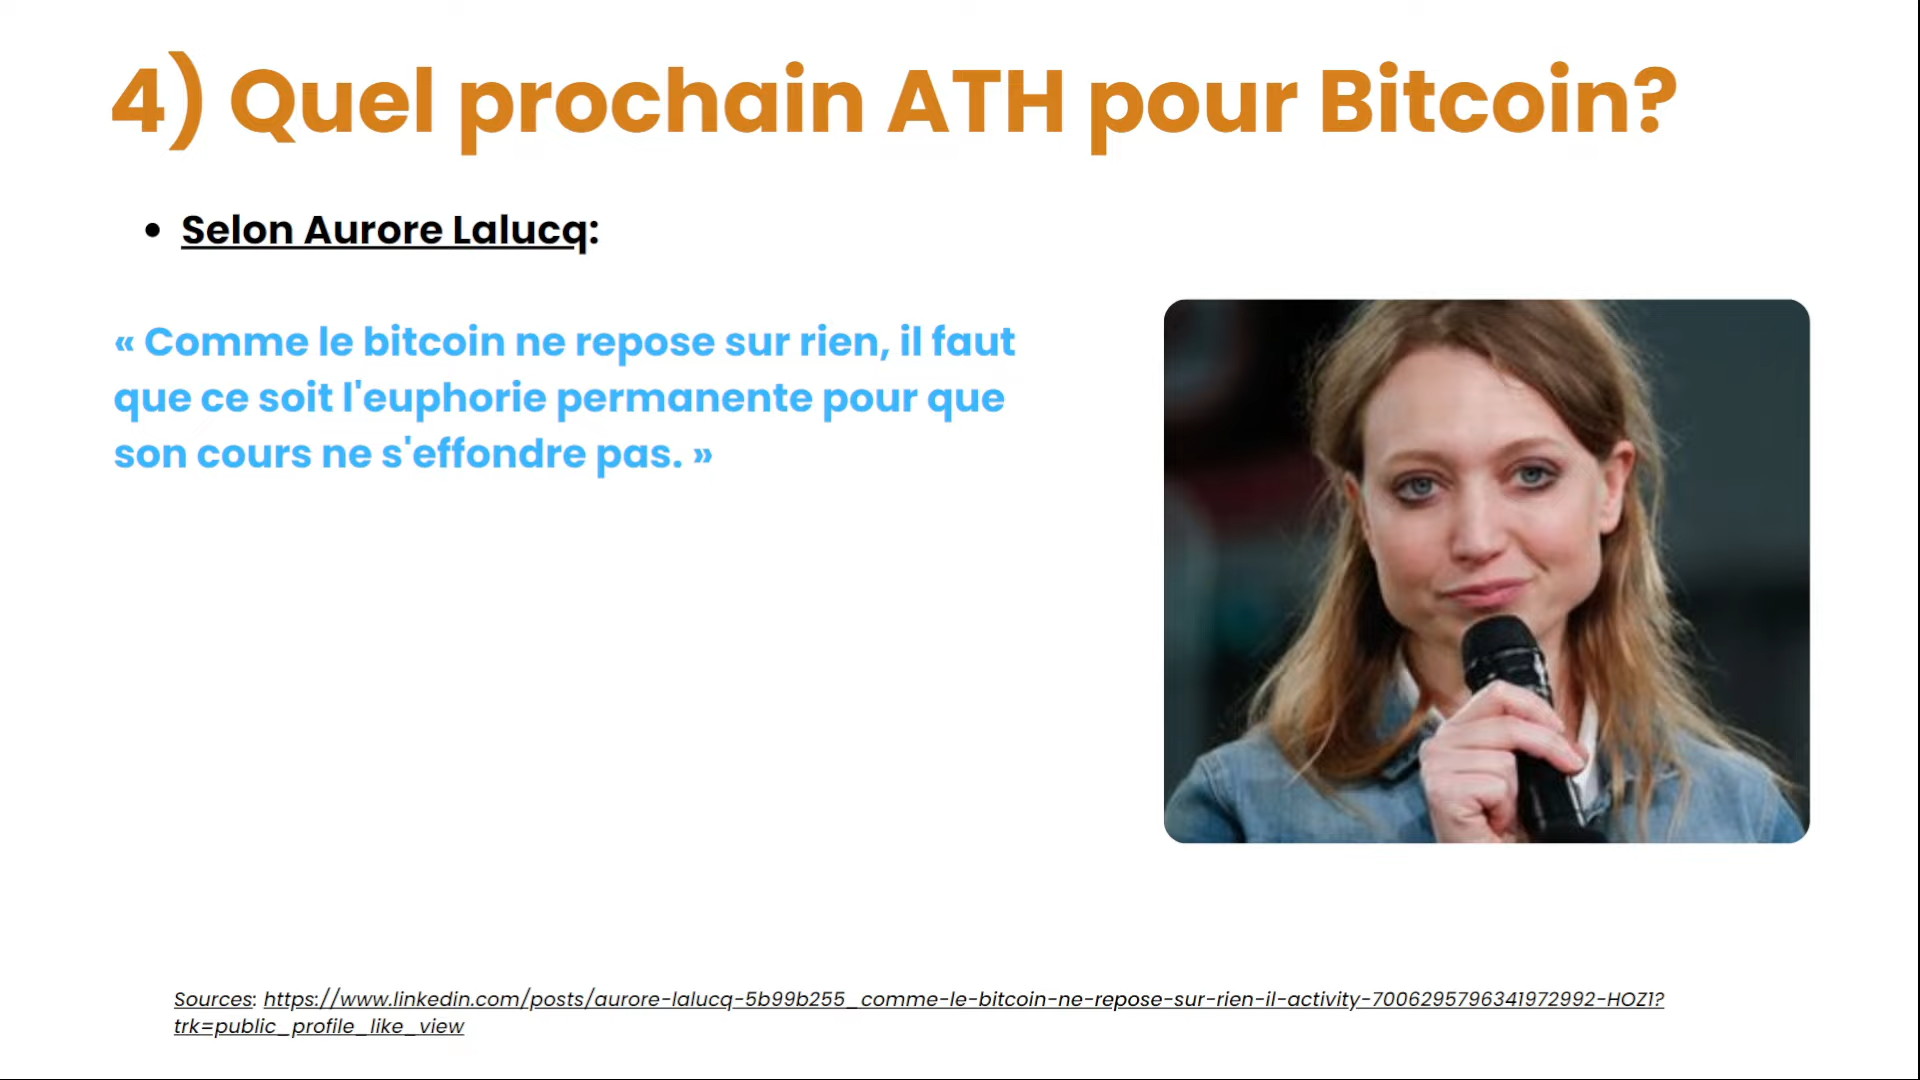 4) Quel prochain ATH pour Bitcoin?
• Selon Aurore Lalucq:
« Comme le bitcoin ne repose sur rien, il faut
que ce soit l'euphorie permanente pour que
son cours ne s'effondre pas. »
Sources: https://www.linkedin.com/posts/aurore-lalucq-5b99b255_comme-le-bitcoin-ne-repose-sur-rien-il-activity-7006295796341972992-HOZ1?
trk=public_profile_like_view